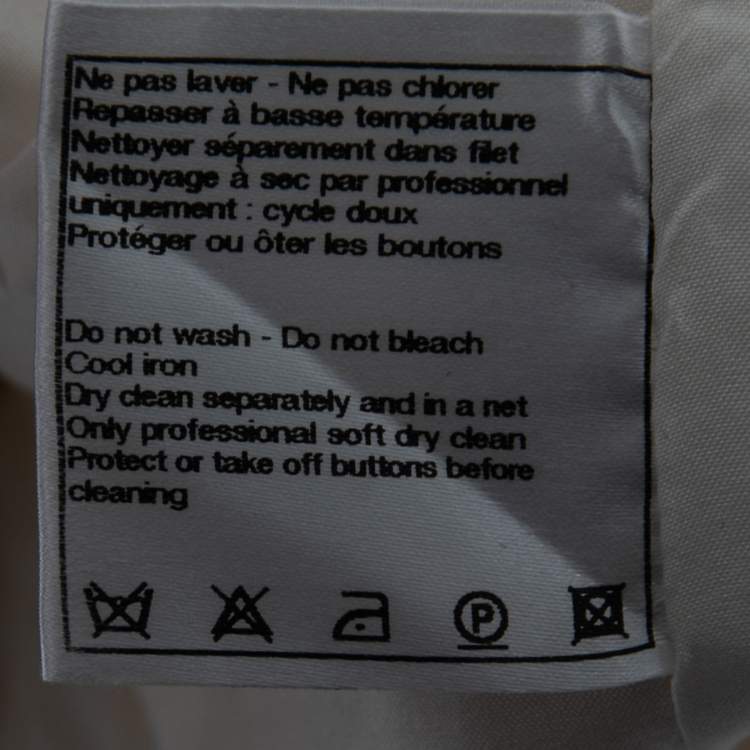 Ne pas laver - Ne pas chlorer
Repasser à basse température
Nettoyer séparement dans filet
Nettoyage à sec par professionnel
uniquement : cycle doux
Protéger ou ôter les boutons
Do not wash - Do not bleach
Cool iron
Dry clean separately and in a net
Only professional soft dry clean
Protect or take off buttons before
cleaning
P